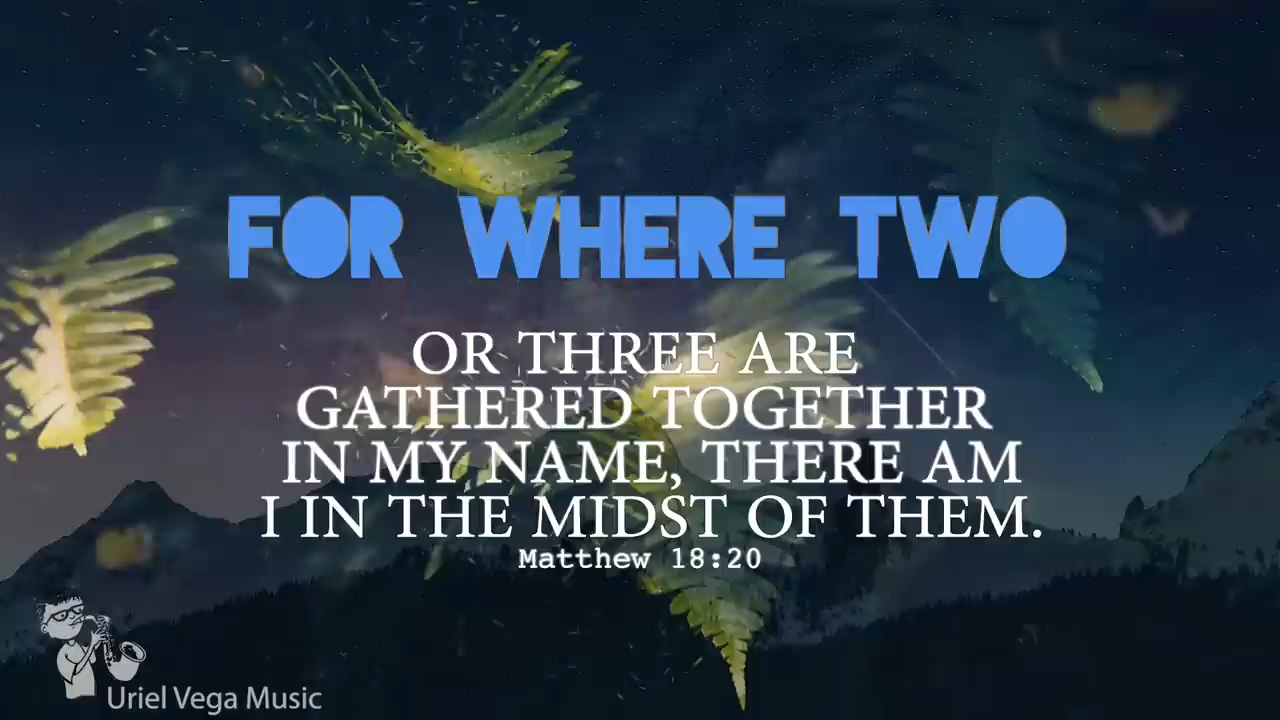 FOR WHERE TWO
OR THREE ARE
GATHERED TOGETHER
IN MY NAME, THERE AM
I IN THE MIDST OF THEM.
Matthew 18:20
Uriel Vega Music